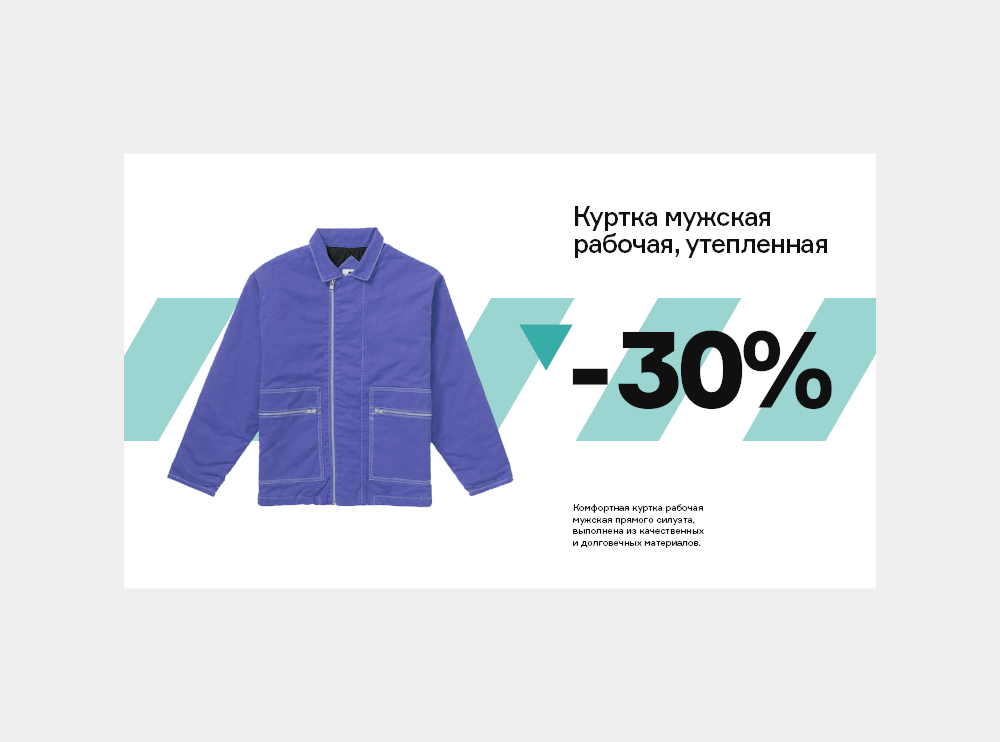 Куртка мужская
рабочая, утепленная
-30%
Комфортная куртка рабочая
мужская прямого силуэта,
выполнена из качественных
и долговечных материалов.